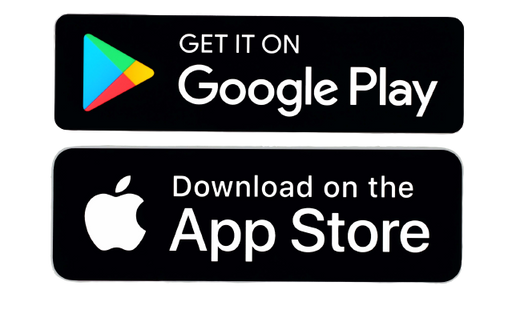 GET IT ON
Google Play
Download on the
App Store